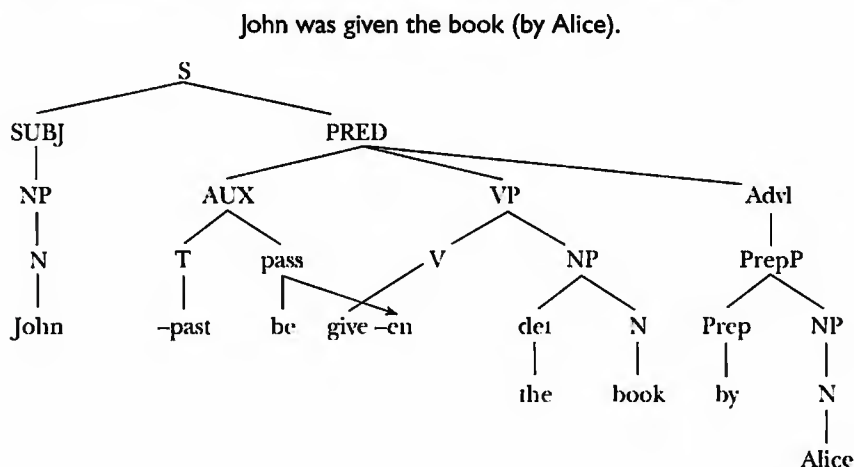 John was given the book (by Alice).
S
SUBJ PRED
NP AUX VP Advl
N T pass V NP PrepP
John –past be give –en det N Prep NP
the book by N
Alice